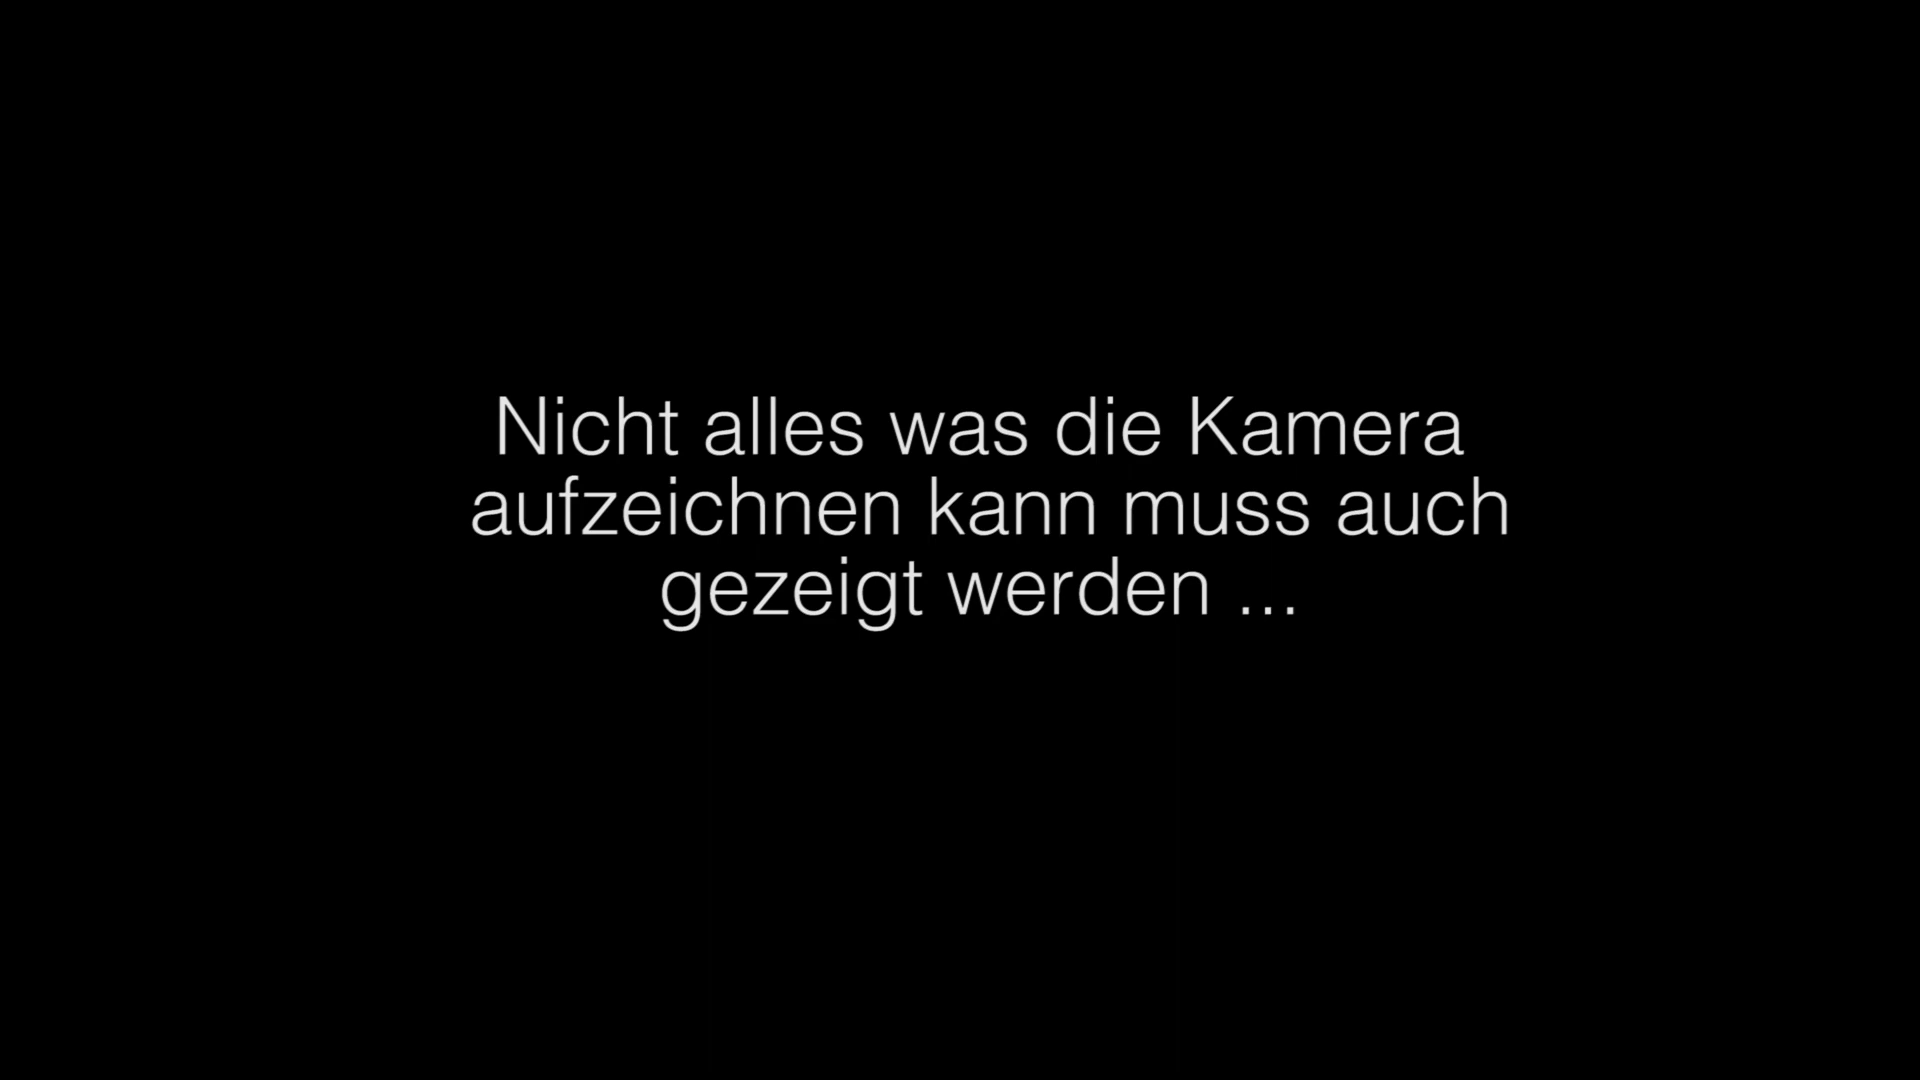 Nicht alles was die Kamera
aufzeichnen kann muss auch
gezeigt werden ...